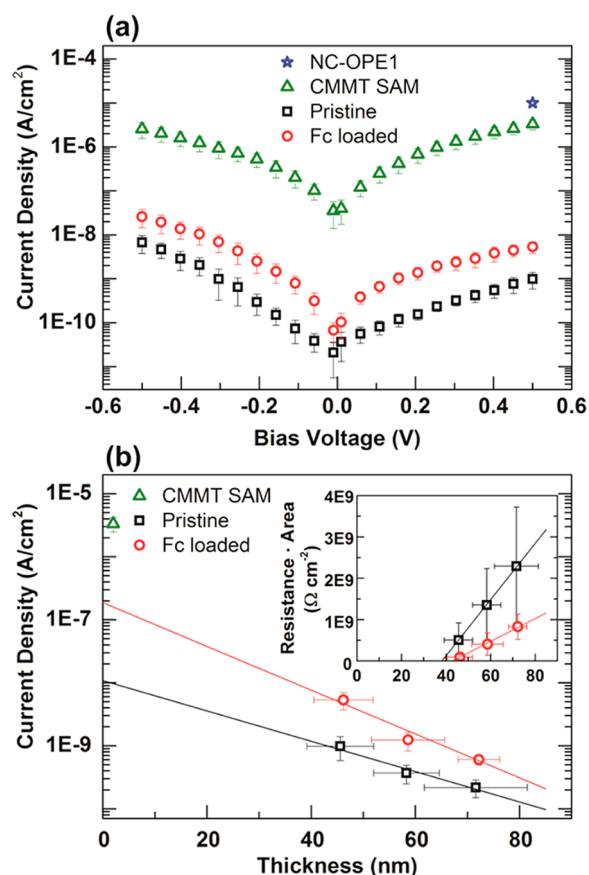 (a)
1E-4
1E-6
1E-8
1E-10
Current Density (A/cm²)
NC-OPE1
CMMT SAM
Pristine
Fc loaded
-0.6 -0.4 -0.2 0.0 0.2 0.4 0.6
Bias Voltage (V)
(b)
1E-5
1E-7
1E-9
Current Density (A/cm²)
CMMT SAM
Pristine
Fc loaded
Resistance · Area
(Ω cm⁻²)
4E9
3E9
2E9
1E9
0
0 20 40 60 80
0 20 40 60 80
Thickness (nm)